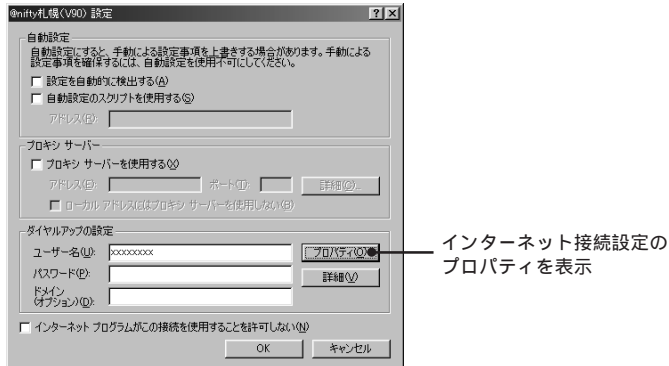 @nifty札幌(V90) 設定
自動設定
自動設定にすると、手動による設定事項を上書きする場合があります。手動による
設定事項を確保するには、自動設定を使用不可にしてください。
設定を自動的に検出する(A)
自動設定のスクリプトを使用する(S)
アドレス(R):
プロキシ サーバー
プロキシ サーバーを使用する(X)
アドレス(E): ポート(T): 詳細(C)...
ローカル アドレスにはプロキシ サーバーを使用しない(B)
ダイヤルアップの設定
ユーザー名(U): xxxxxxxx プロパティ(O)
パスワード(P): 詳細(V)
ドメイン
(オプション)(D):
インターネット プログラムがこの接続を使用することを許可しない(N)
OK キャンセル
インターネット接続設定の
プロパティを表示